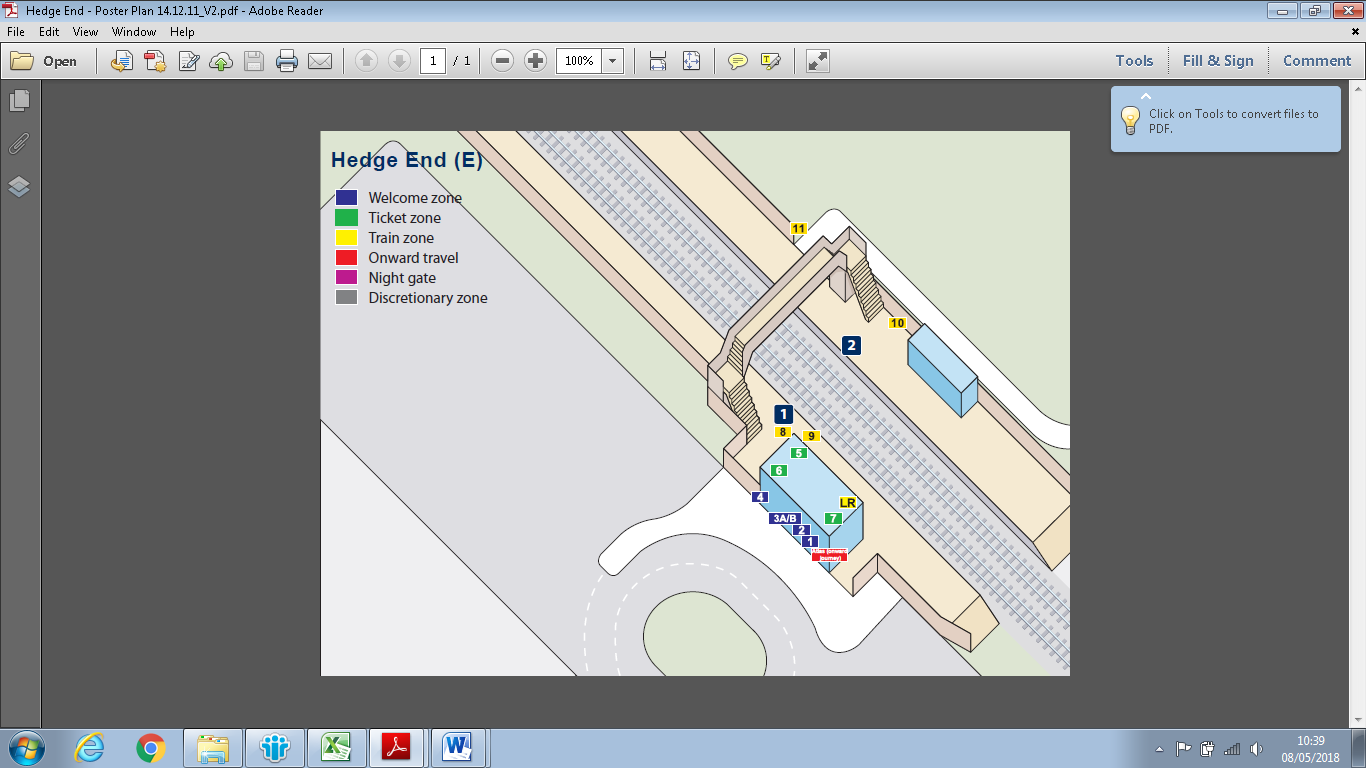 Hedge End - Poster Plan 14.12.11_V2.pdf - Adobe Reader
File Edit View Window Help
Open 1 / 1 100% Tools Fill & Sign Comment
Click on Tools to convert files to
PDF.
Hedge End (E)
Welcome zone
Ticket zone
Train zone
Onward travel
Night gate
Discretionary zone
11
10
2
1
8 9
5
6
4
LR
3A/B
7
2
1
journey)
10:39
08/05/2018